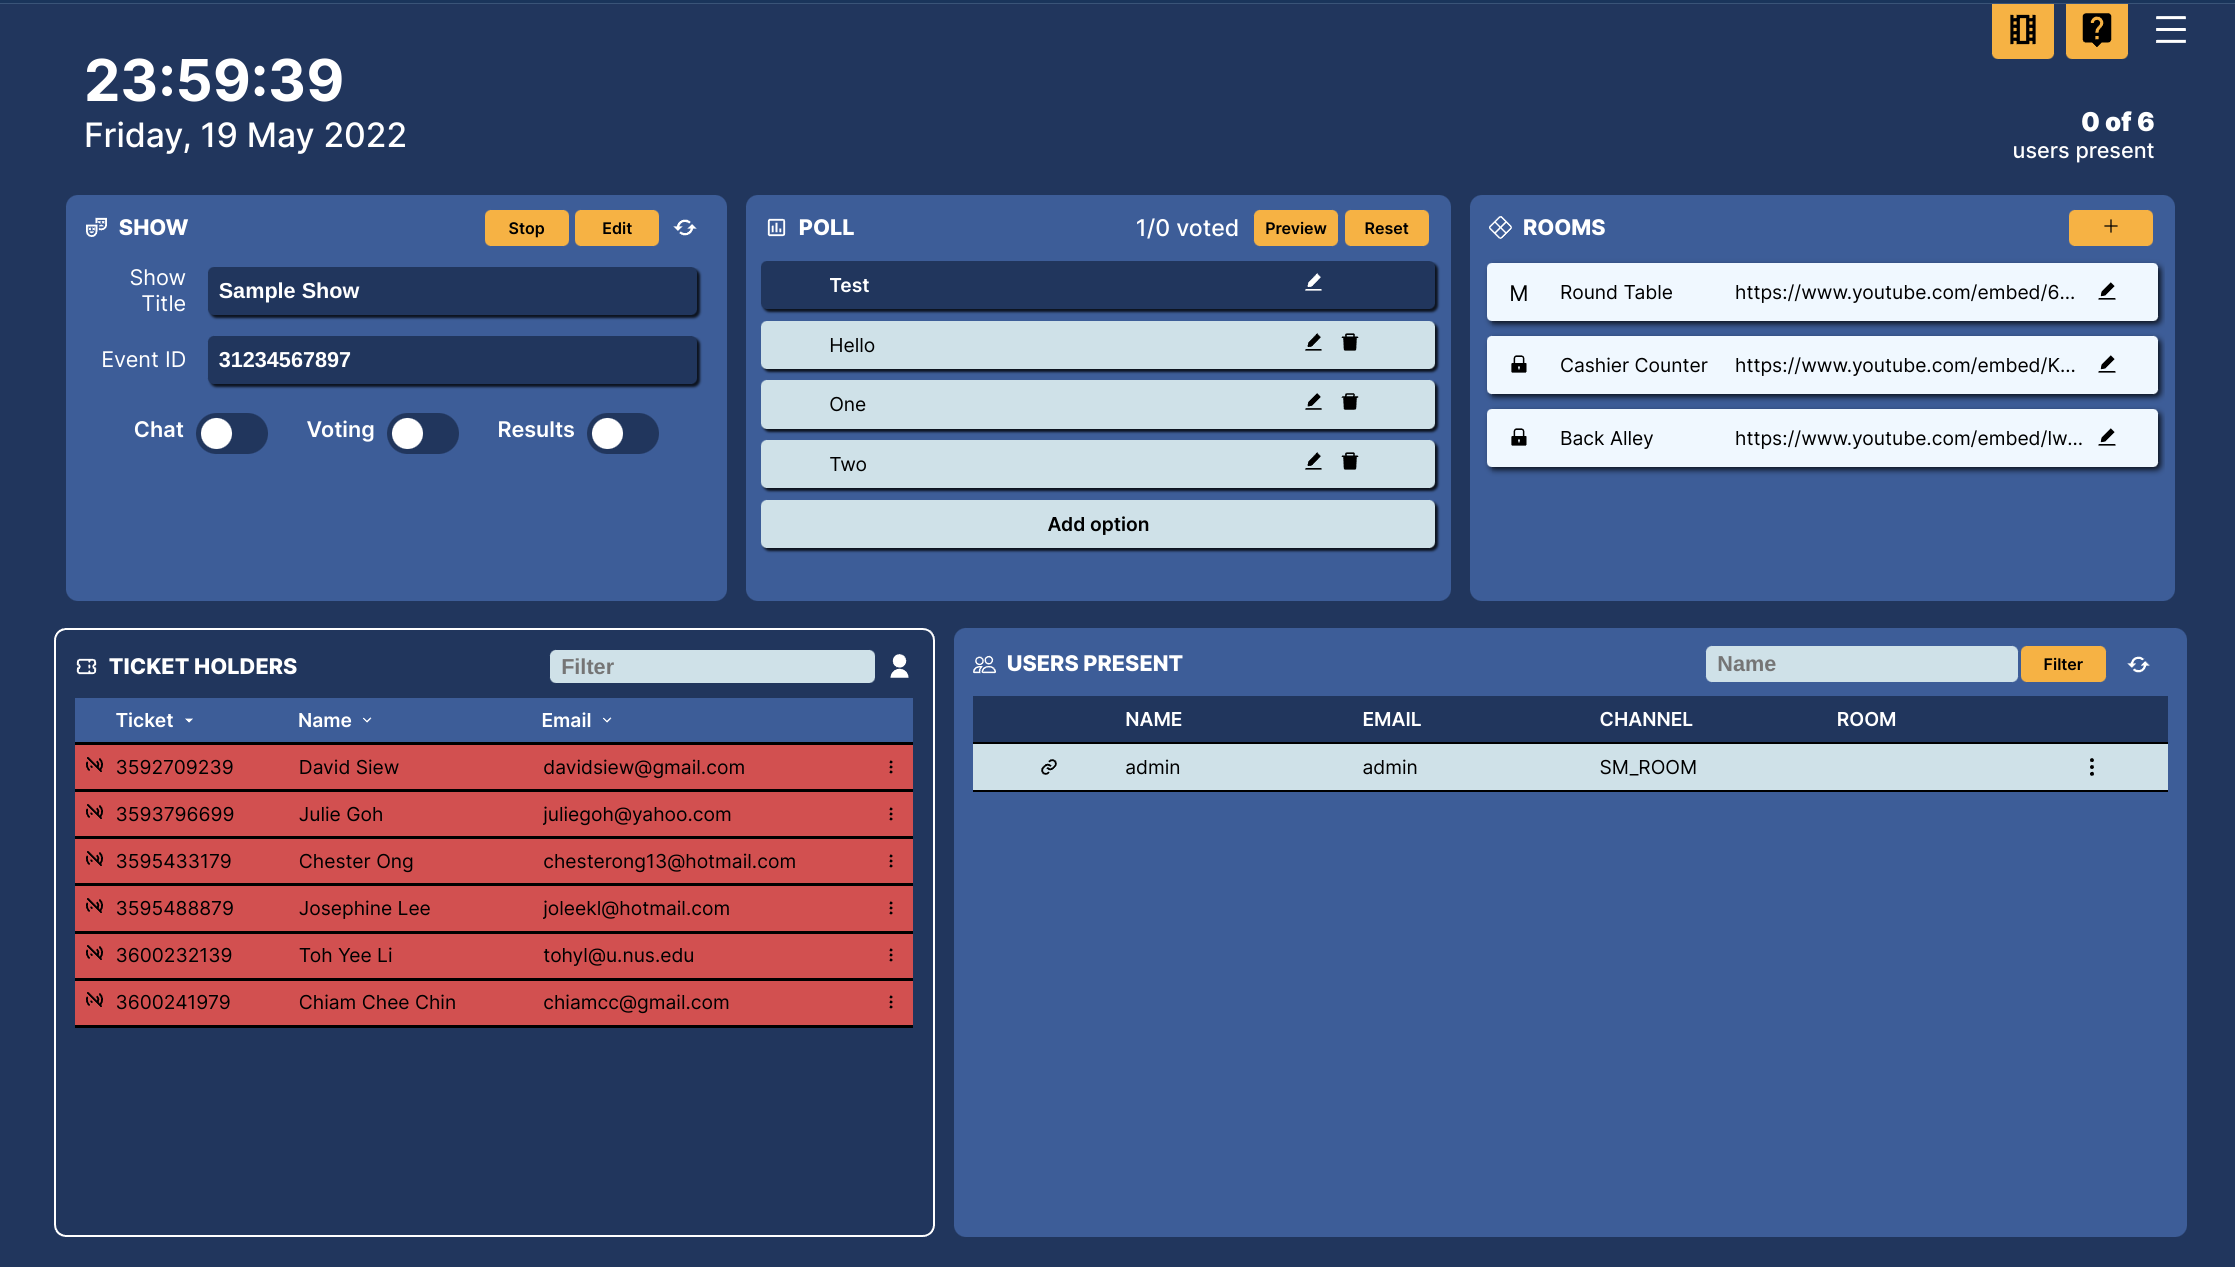 23:59:39
Friday, 19 May 2022
0 of 6
users present
SHOW
Stop
Edit
Show Title
Sample Show
Event ID
31234567897
Chat
Voting
Results
POLL
1/0 voted
Preview
Reset
Test
Hello
One
Two
Add option
ROOMS
+
M Round Table https://www.youtube.com/embed/6...
Cashier Counter https://www.youtube.com/embed/K...
Back Alley https://www.youtube.com/embed/lw...
TICKET HOLDERS
Filter
Ticket Name Email
3592709239 David Siew davidsiew@gmail.com
3593796699 Julie Goh juliegoh@yahoo.com
3595433179 Chester Ong chesterong13@hotmail.com
3595488879 Josephine Lee joleekl@hotmail.com
3600232139 Toh Yee Li tohyl@u.nus.edu
3600241979 Chiam Chee Chin chiamcc@gmail.com
USERS PRESENT
Name
Filter
NAME EMAIL CHANNEL ROOM
admin admin SM_ROOM